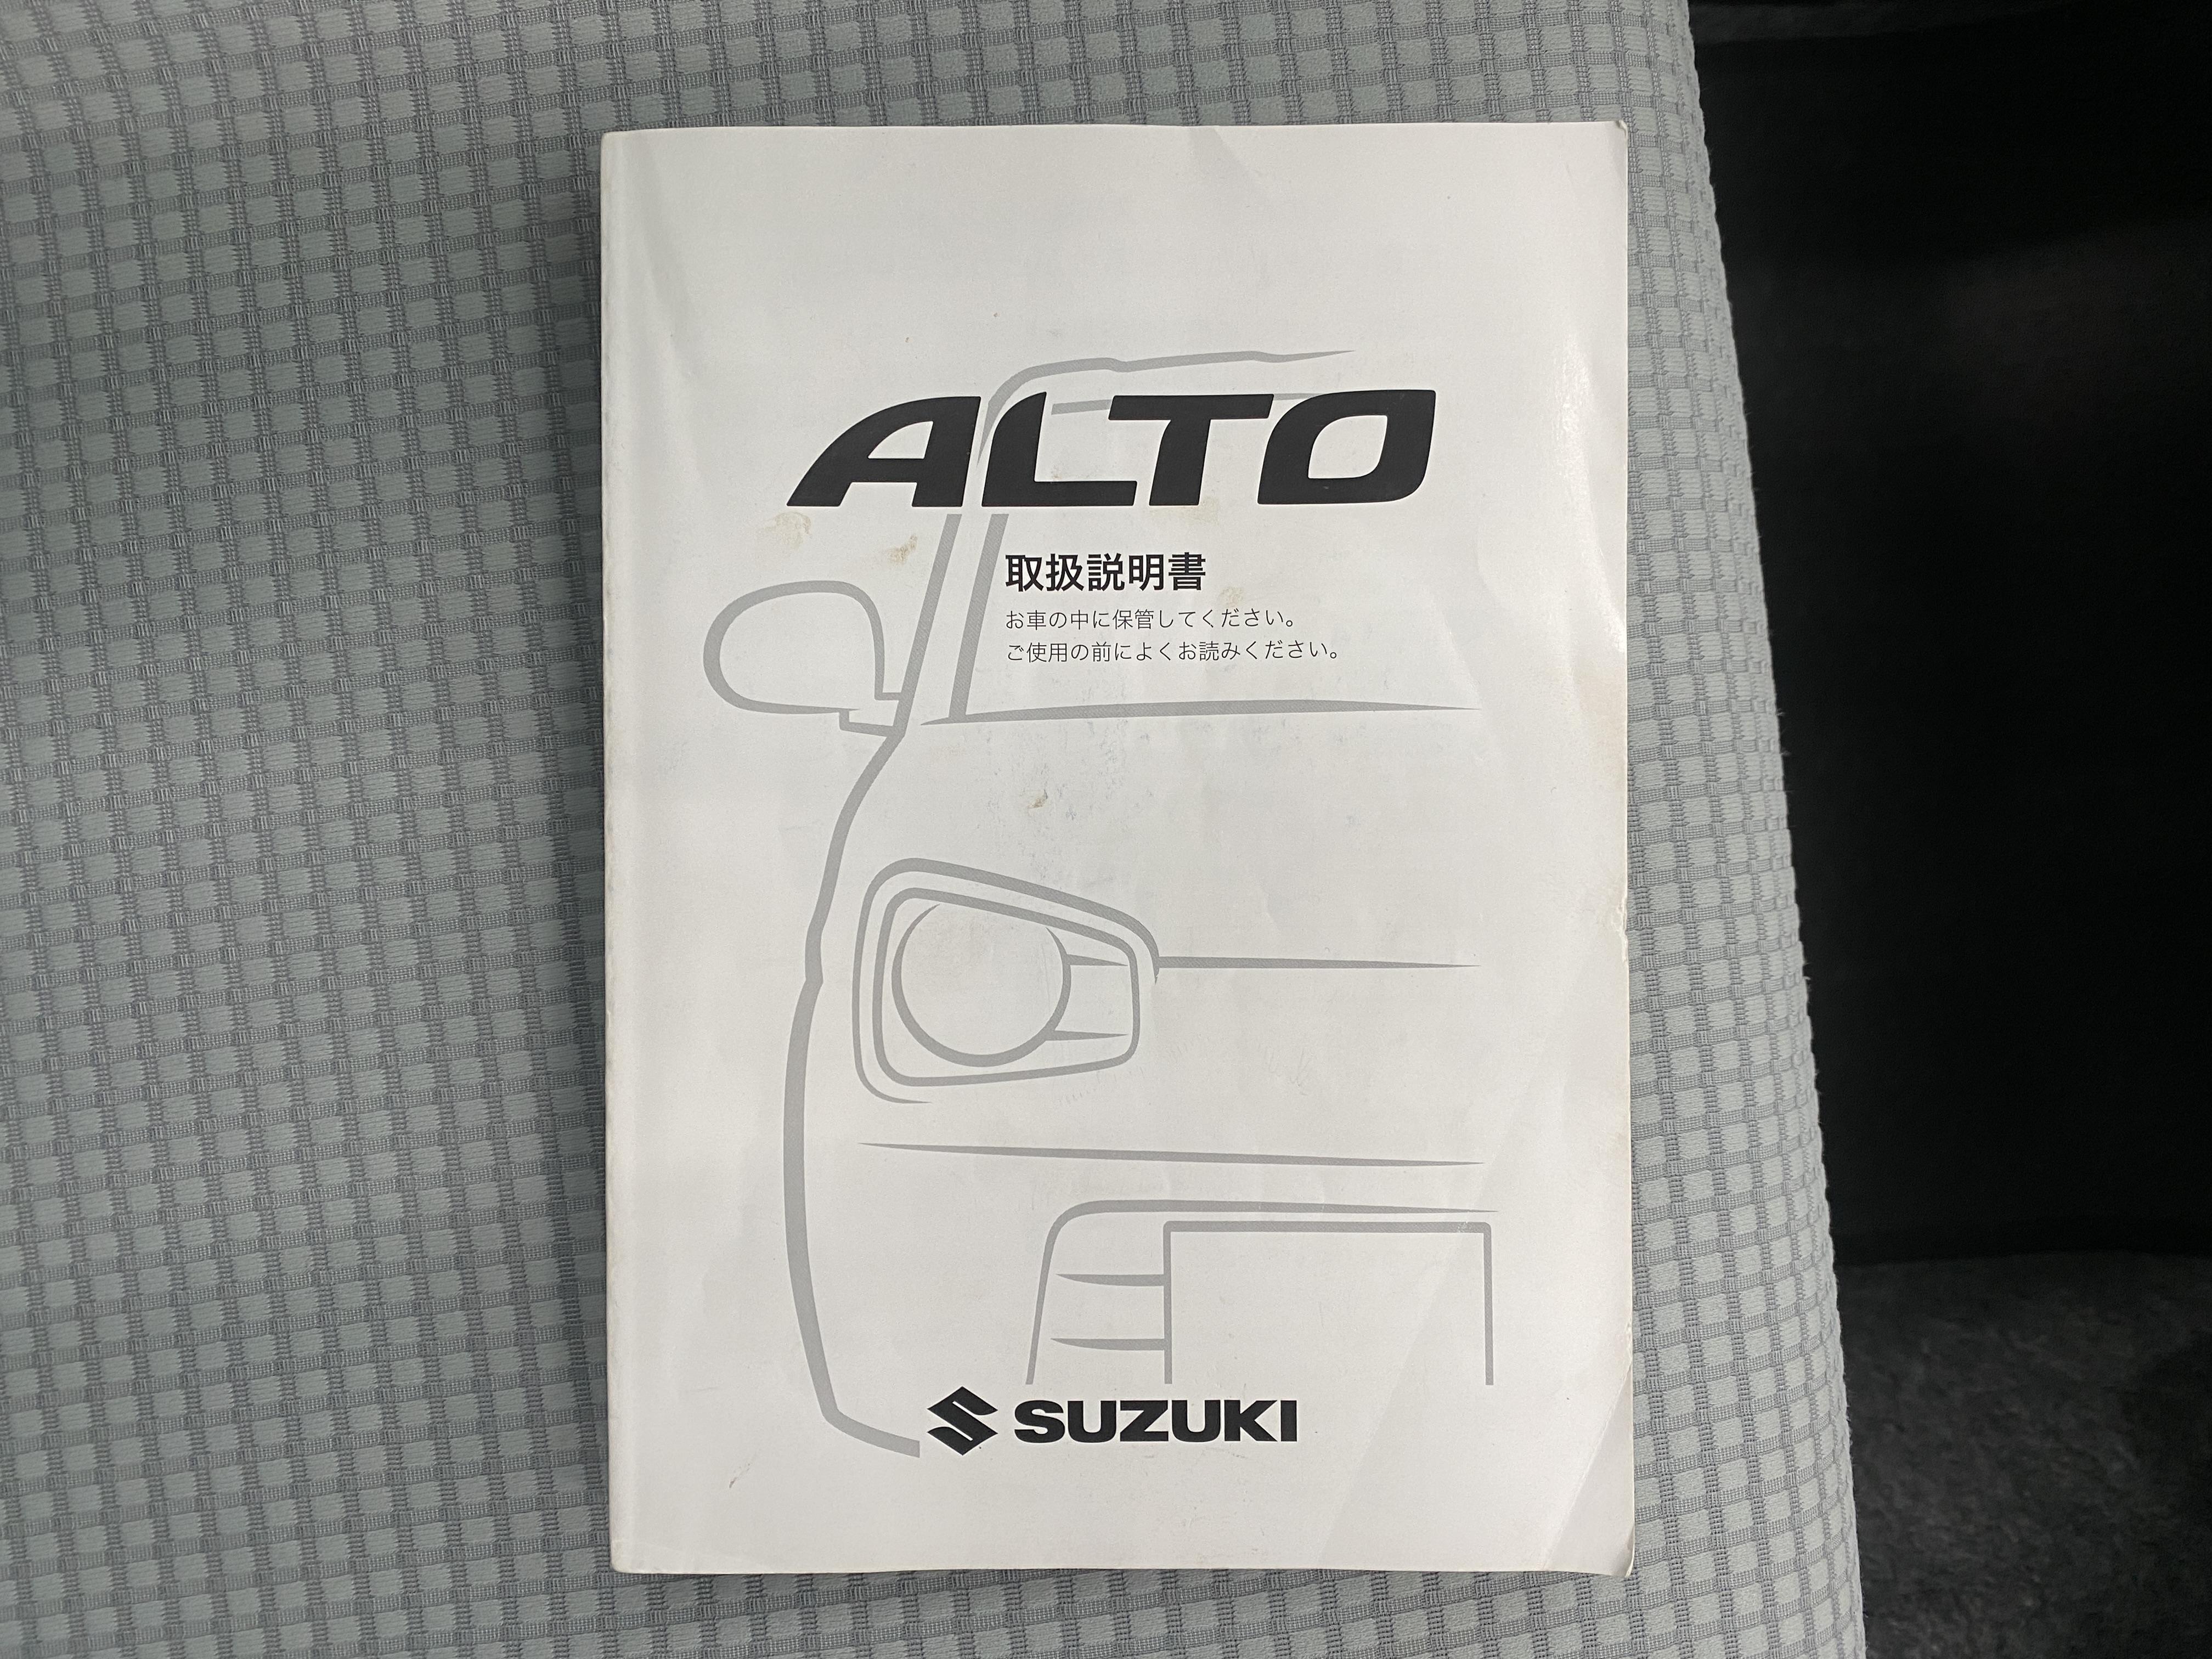 ALTO
取扱説明書
お車の中に保管してください。
ご使用の前によくお読みください。
SUZUKI